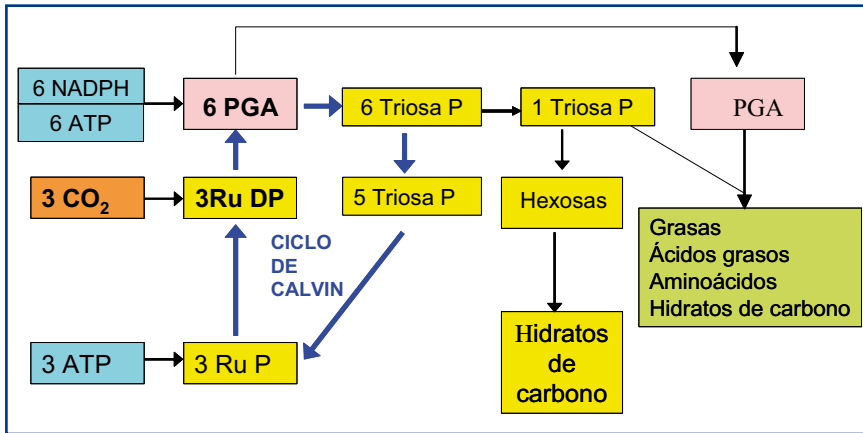 6 NADPH
6 ATP
6 PGA
6 Triosa P
1 Triosa P
PGA
3 CO₂
3Ru DP
5 Triosa P
Hexosas
CICLO
DE
CALVIN
Grasas
Ácidos grasos
Aminoácidos
Hidratos de carbono
3 ATP
3 Ru P
Hidratos
de
carbono